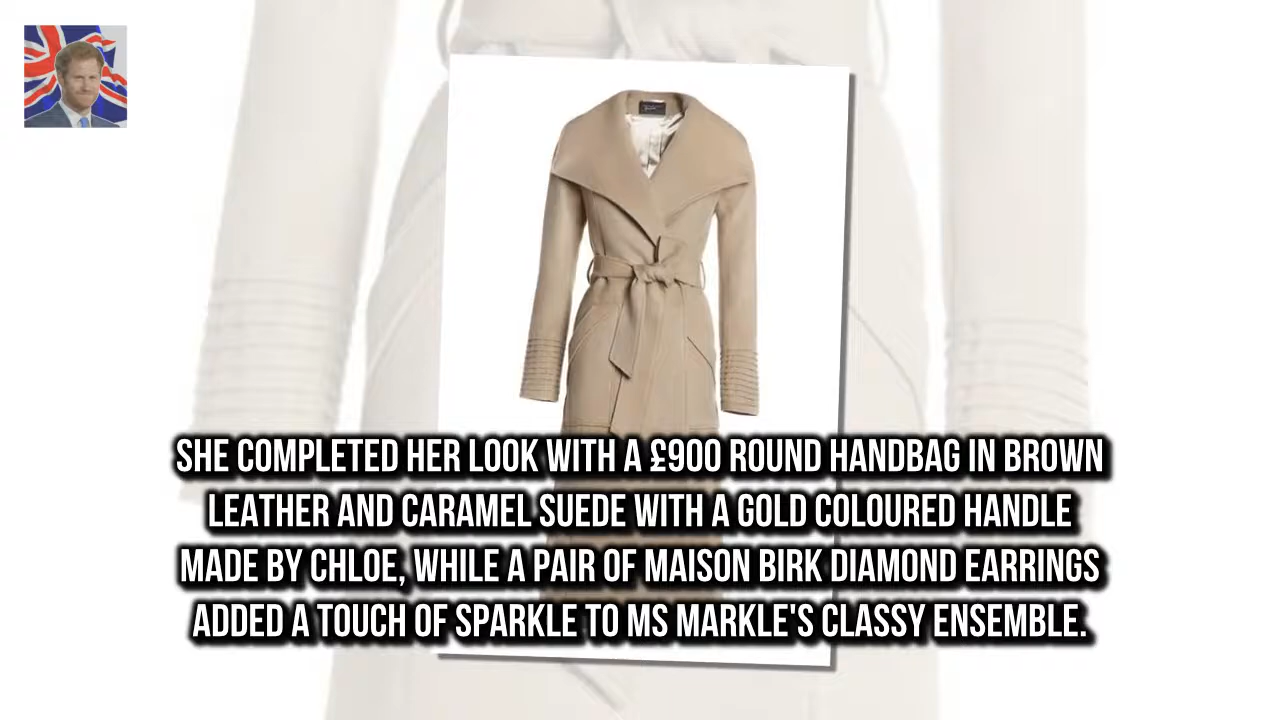 SHE COMPLETED HER LOOK WITH A £900 ROUND HANDBAG IN BROWN
LEATHER AND CARAMEL SUEDE WITH A GOLD COLOURED HANDLE
MADE BY CHLOE, WHILE A PAIR OF MAISON BIRK DIAMOND EARRINGS
ADDED A TOUCH OF SPARKLE TO MS MARKLE'S CLASSY ENSEMBLE.